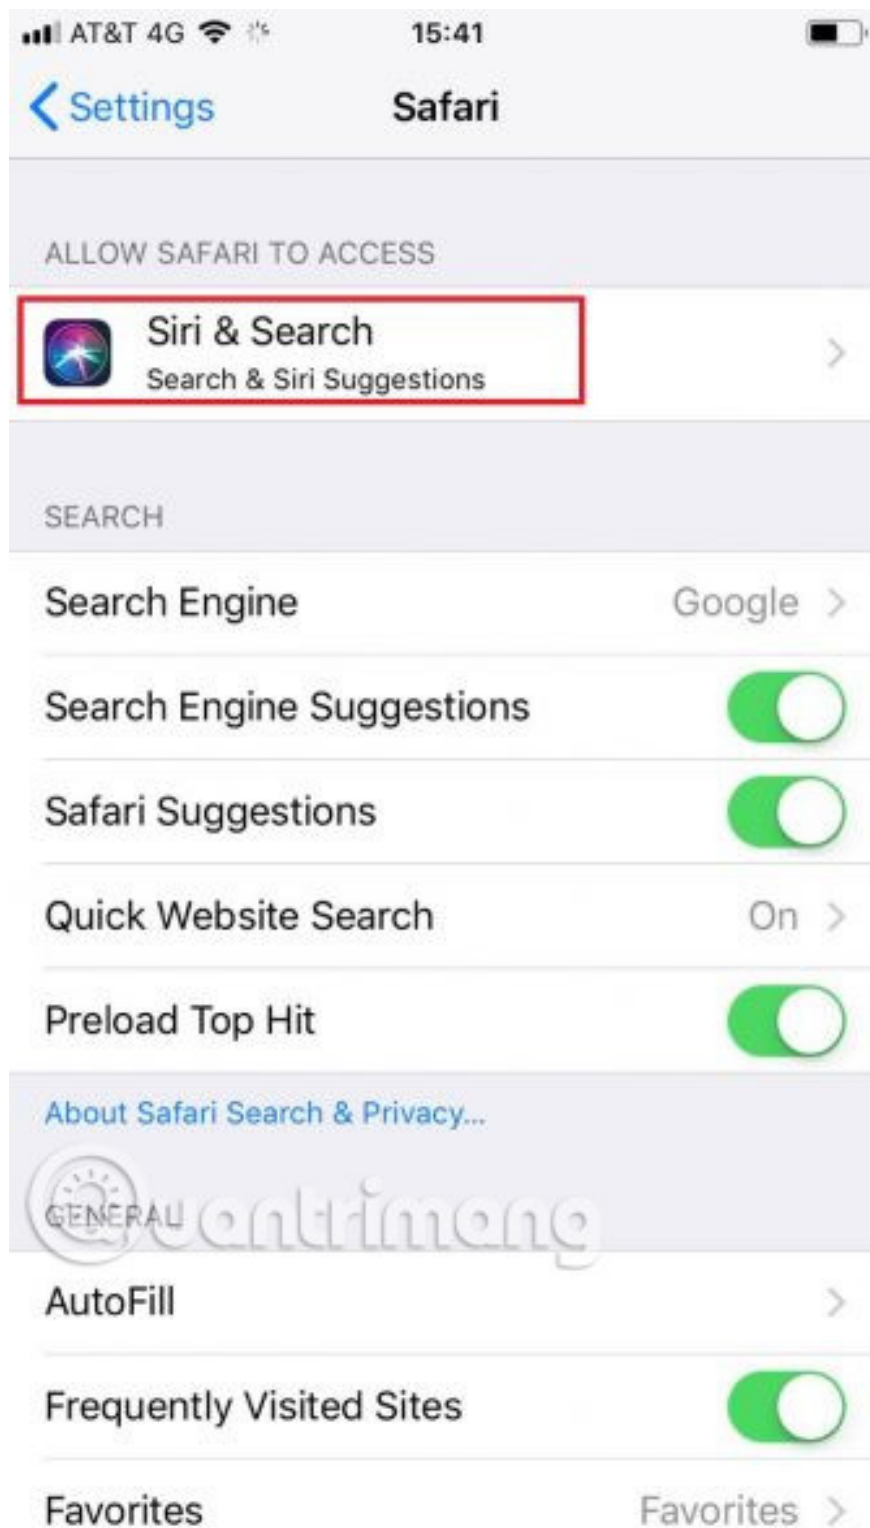 AT&T 4G 15:41
Settings Safari
ALLOW SAFARI TO ACCESS
Siri & Search
Search & Siri Suggestions
SEARCH
Search Engine Google
Search Engine Suggestions
Safari Suggestions
Quick Website Search On
Preload Top Hit
About Safari Search & Privacy...
GENERAL
Quantrimang
AutoFill
Frequently Visited Sites
Favorites Favorites